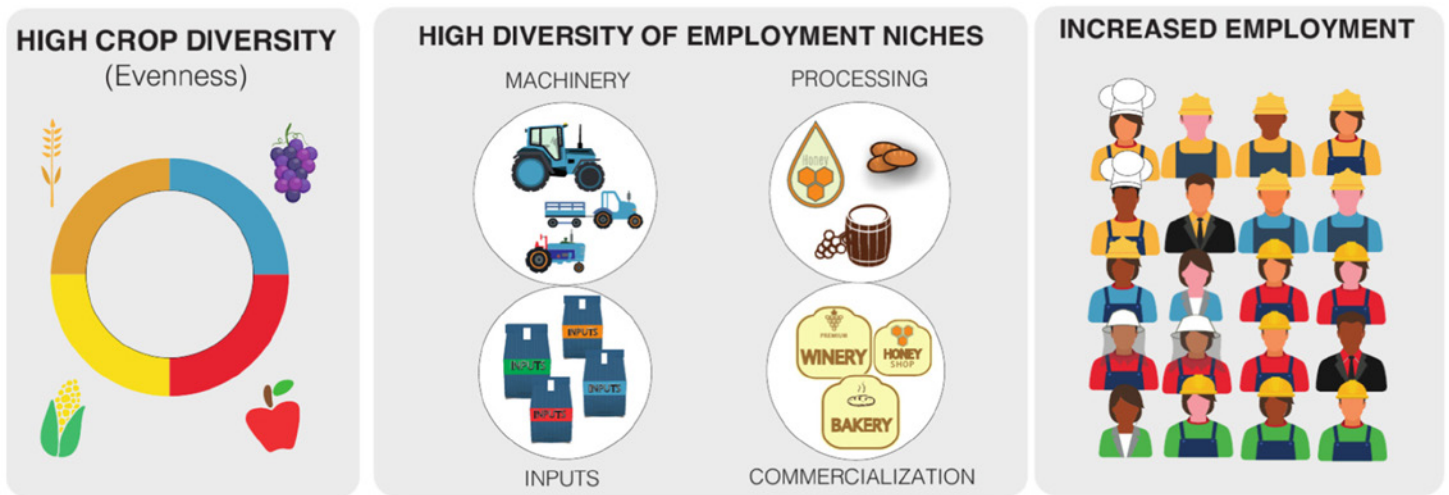 HIGH CROP DIVERSITY
(Evenness)
HIGH DIVERSITY OF EMPLOYMENT NICHES
MACHINERY
PROCESSING
Honey
INPUTS
INPUTS
INPUTS
INPUTS
PREMIUM
WINERY
HONEY
SHOP
BAKERY
INPUTS
COMMERCIALIZATION
INCREASED EMPLOYMENT